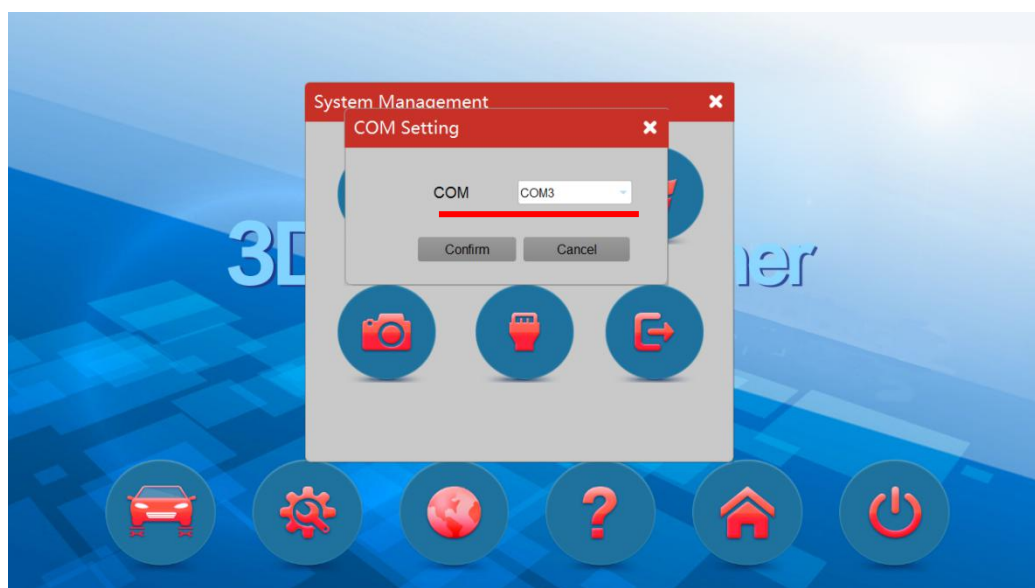 System Management
COM Setting
COM COM3
Confirm Cancel
3D
ner